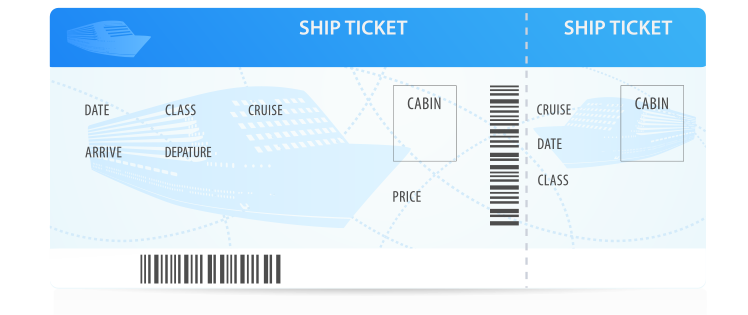 SHIP TICKET
DATE CLASS CRUISE CABIN
ARRIVE DEPATURE
PRICE
SHIP TICKET
CRUISE CABIN
DATE
CLASS